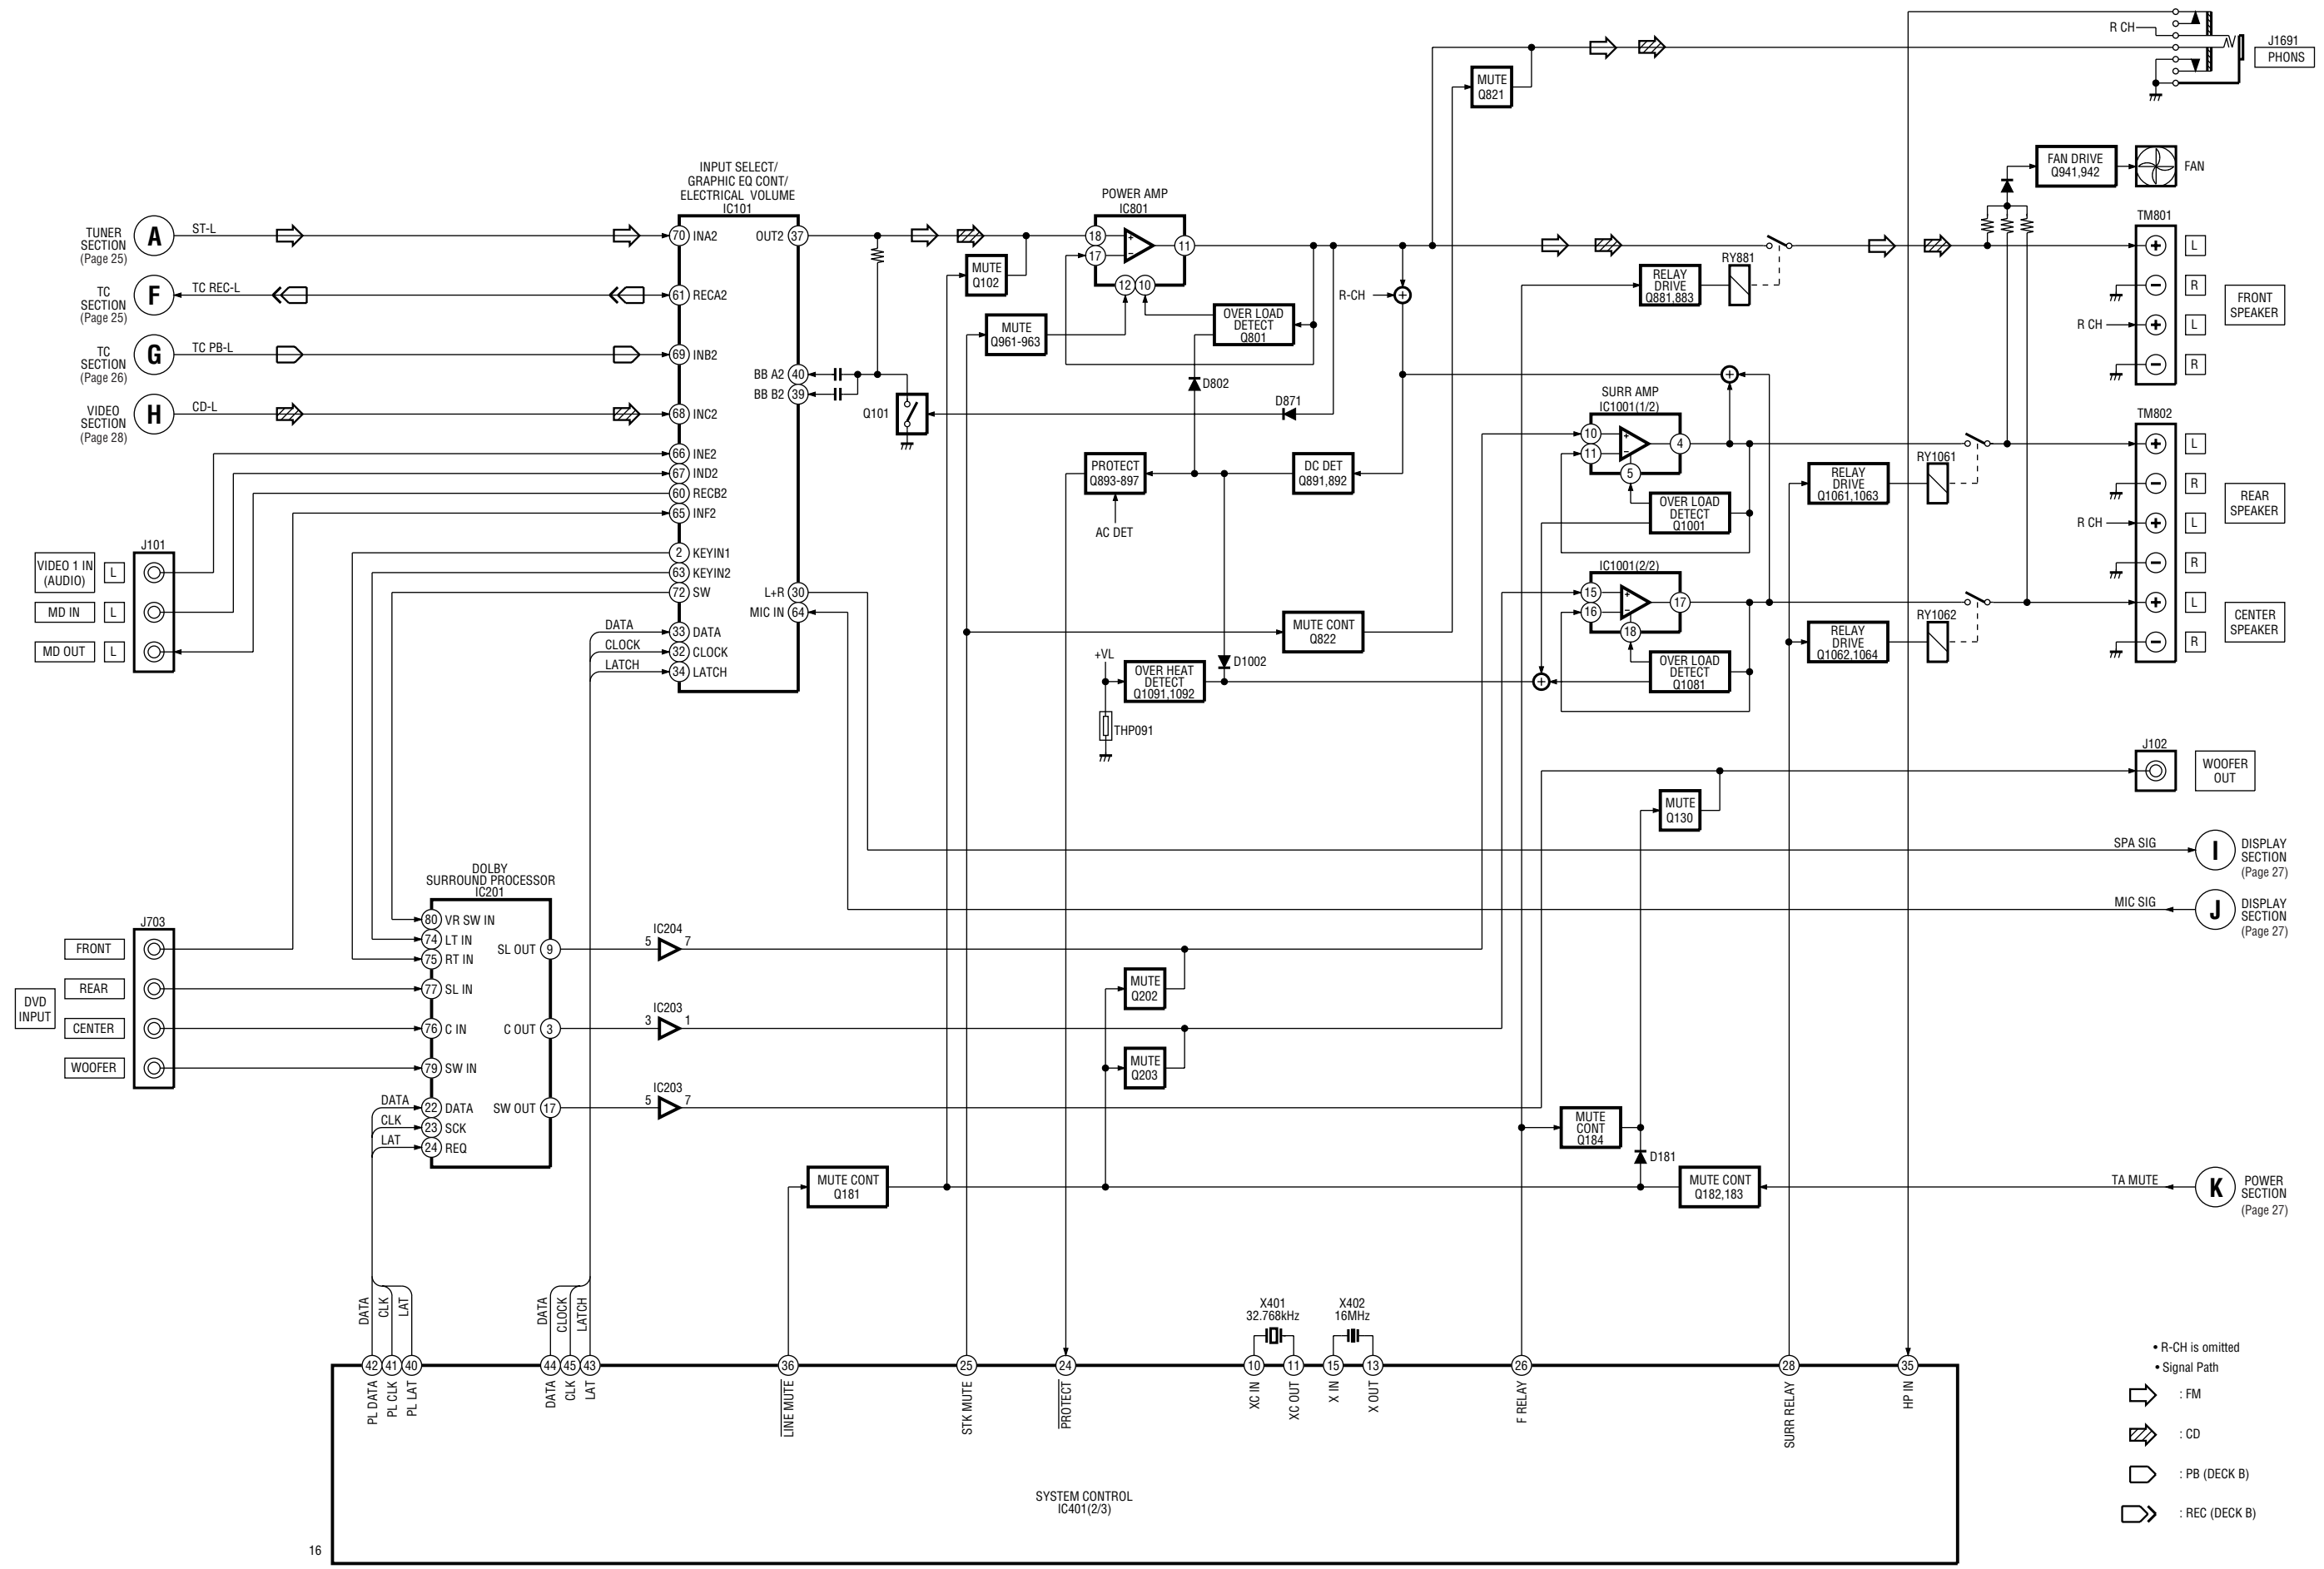 R CH
J1691
PHONS
MUTE
Q821
FAN DRIVE
Q941,942
FAN
INPUT SELECT/
GRAPHIC EQ CONT/
ELECTRICAL VOLUME
IC101
POWER AMP
IC801
TM801
TUNER
SECTION
(Page 25)
A
ST-L
70 INA2
OUT2 37
18
17
11
12 10
MUTE
Q102
RY881
RELAY
DRIVE
Q881,883
+ L
− R
R CH + L
− R
FRONT
SPEAKER
TC
SECTION
(Page 25)
F
TC REC-L
61 RECA2
R-CH
+
MUTE
Q961-963
OVER LOAD
DETECT
Q801
TC
SECTION
(Page 26)
G
TC PB-L
69 INB2
BB A2 40
BB B2 39
D802
+
VIDEO
SECTION
(Page 28)
H
CD-L
68 INC2
Q101
D871
SURR AMP
IC1001(1/2)
TM802
66 INE2
67 IND2
60 RECB2
65 INF2
PROTECT
Q893-897
AC DET
DC DET
Q891,892
10
11
4
5
OVER LOAD
DETECT
Q1001
RY1061
RELAY
DRIVE
Q1061,1063
+ L
− R
R CH + L
− R
REAR
SPEAKER
J101
VIDEO 1 IN
(AUDIO)
L
MD IN L
MD OUT L
2 KEYIN1
63 KEYIN2
72 SW
L+R 30
MIC IN 64
DATA 33 DATA
CLOCK 32 CLOCK
LATCH 34 LATCH
IC1001(2/2)
15
16
17
18
OVER LOAD
DETECT
Q1081
RY1062
RELAY
DRIVE
Q1062,1064
+ L
− R
CENTER
SPEAKER
MUTE CONT
Q822
+VL
OVER HEAT
DETECT
Q1091,1092
D1002
+
THP091
J102
WOOFER
OUT
MUTE
Q130
SPA SIG
I
DISPLAY
SECTION
(Page 27)
MIC SIG
J
DISPLAY
SECTION
(Page 27)
DOLBY
SURROUND PROCESSOR
IC201
J703
DVD
INPUT
FRONT
REAR
CENTER
WOOFER
80 VR SW IN
74 LT IN
75 RT IN
77 SL IN
76 C IN
79 SW IN
DATA 22 DATA
CLK 23 SCK
LAT 24 REQ
SL OUT 9
C OUT 3
SW OUT 17
IC204
5 7
IC203
3 1
IC203
5 7
MUTE
Q202
MUTE
Q203
MUTE
CONT
Q184
D181
MUTE CONT
Q181
MUTE CONT
Q182,183
TA MUTE
K
POWER
SECTION
(Page 27)
DATA
CLK
LAT
DATA
CLOCK
LATCH
X401
32.768kHz
X402
16MHz
42 41 40 44 45 43 36 25 24 10 11 15 13 26 28 35
PL DATA
PL CLK
PL LAT
DATA
CLK
LAT
LINE MUTE
STK MUTE
PROTECT
XC IN
XC OUT
X IN
X OUT
F RELAY
SURR RELAY
HP IN
SYSTEM CONTROL
IC401(2/3)
16
• R-CH is omitted
• Signal Path
: FM
: CD
: PB (DECK B)
: REC (DECK B)